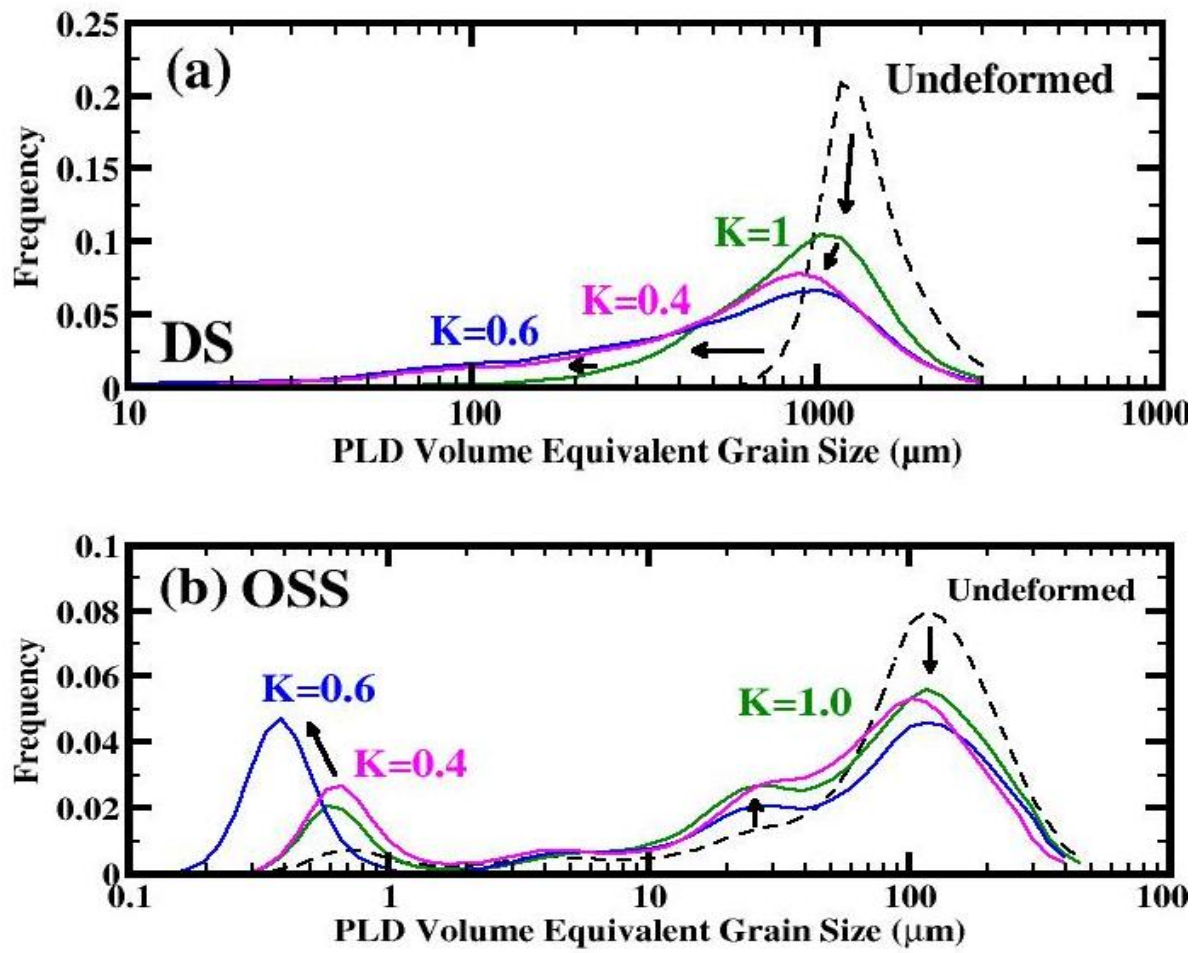 0.25
(a)
Undeformed
0.2
0.15
Frequency
K=1
0.1
K=0.4
K=0.6
0.05
DS
0
10 100 1000 1000
PLD Volume Equivalent Grain Size (µm)
0.1
(b) OSS
Undeformed
0.08
K=0.6
0.06
K=1.0
Frequency
0.04
K=0.4
0.02
0
0.1 1 10 100 100
PLD Volume Equivalent Grain Size (µm)